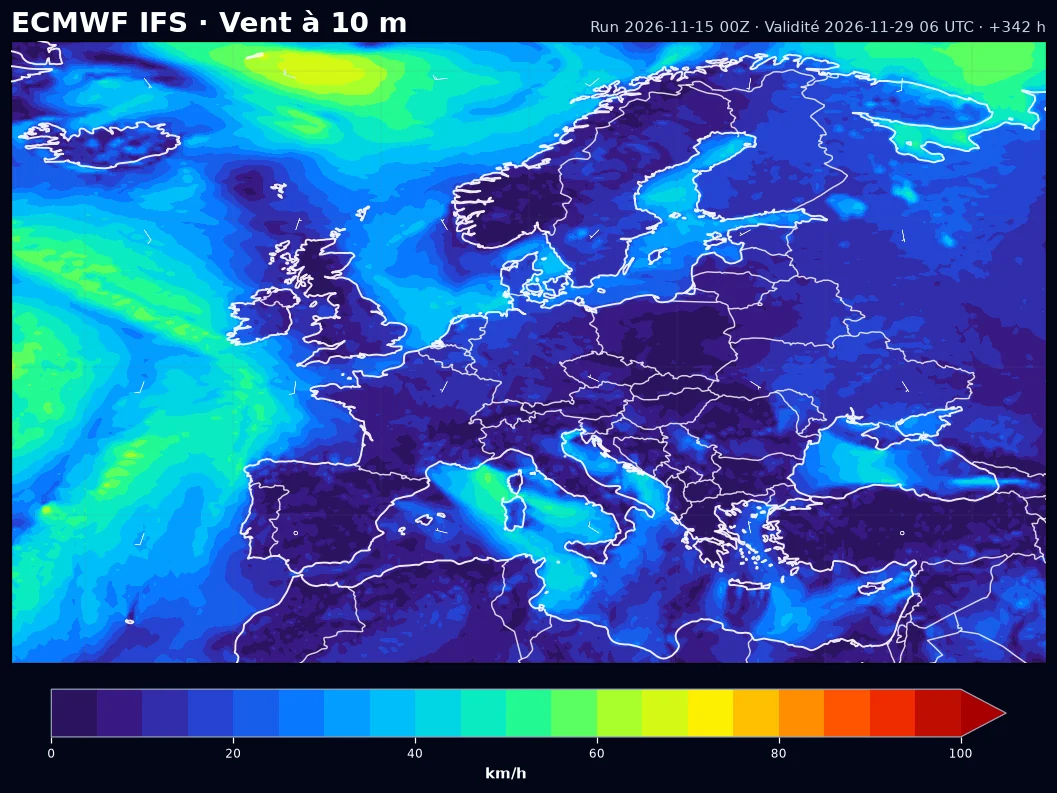 ECMWF IFS · Vent à 10 m
Run 2026-11-15 00Z · Validité 2026-11-29 06 UTC · +342 h
0 20 40 60 80 100
km/h